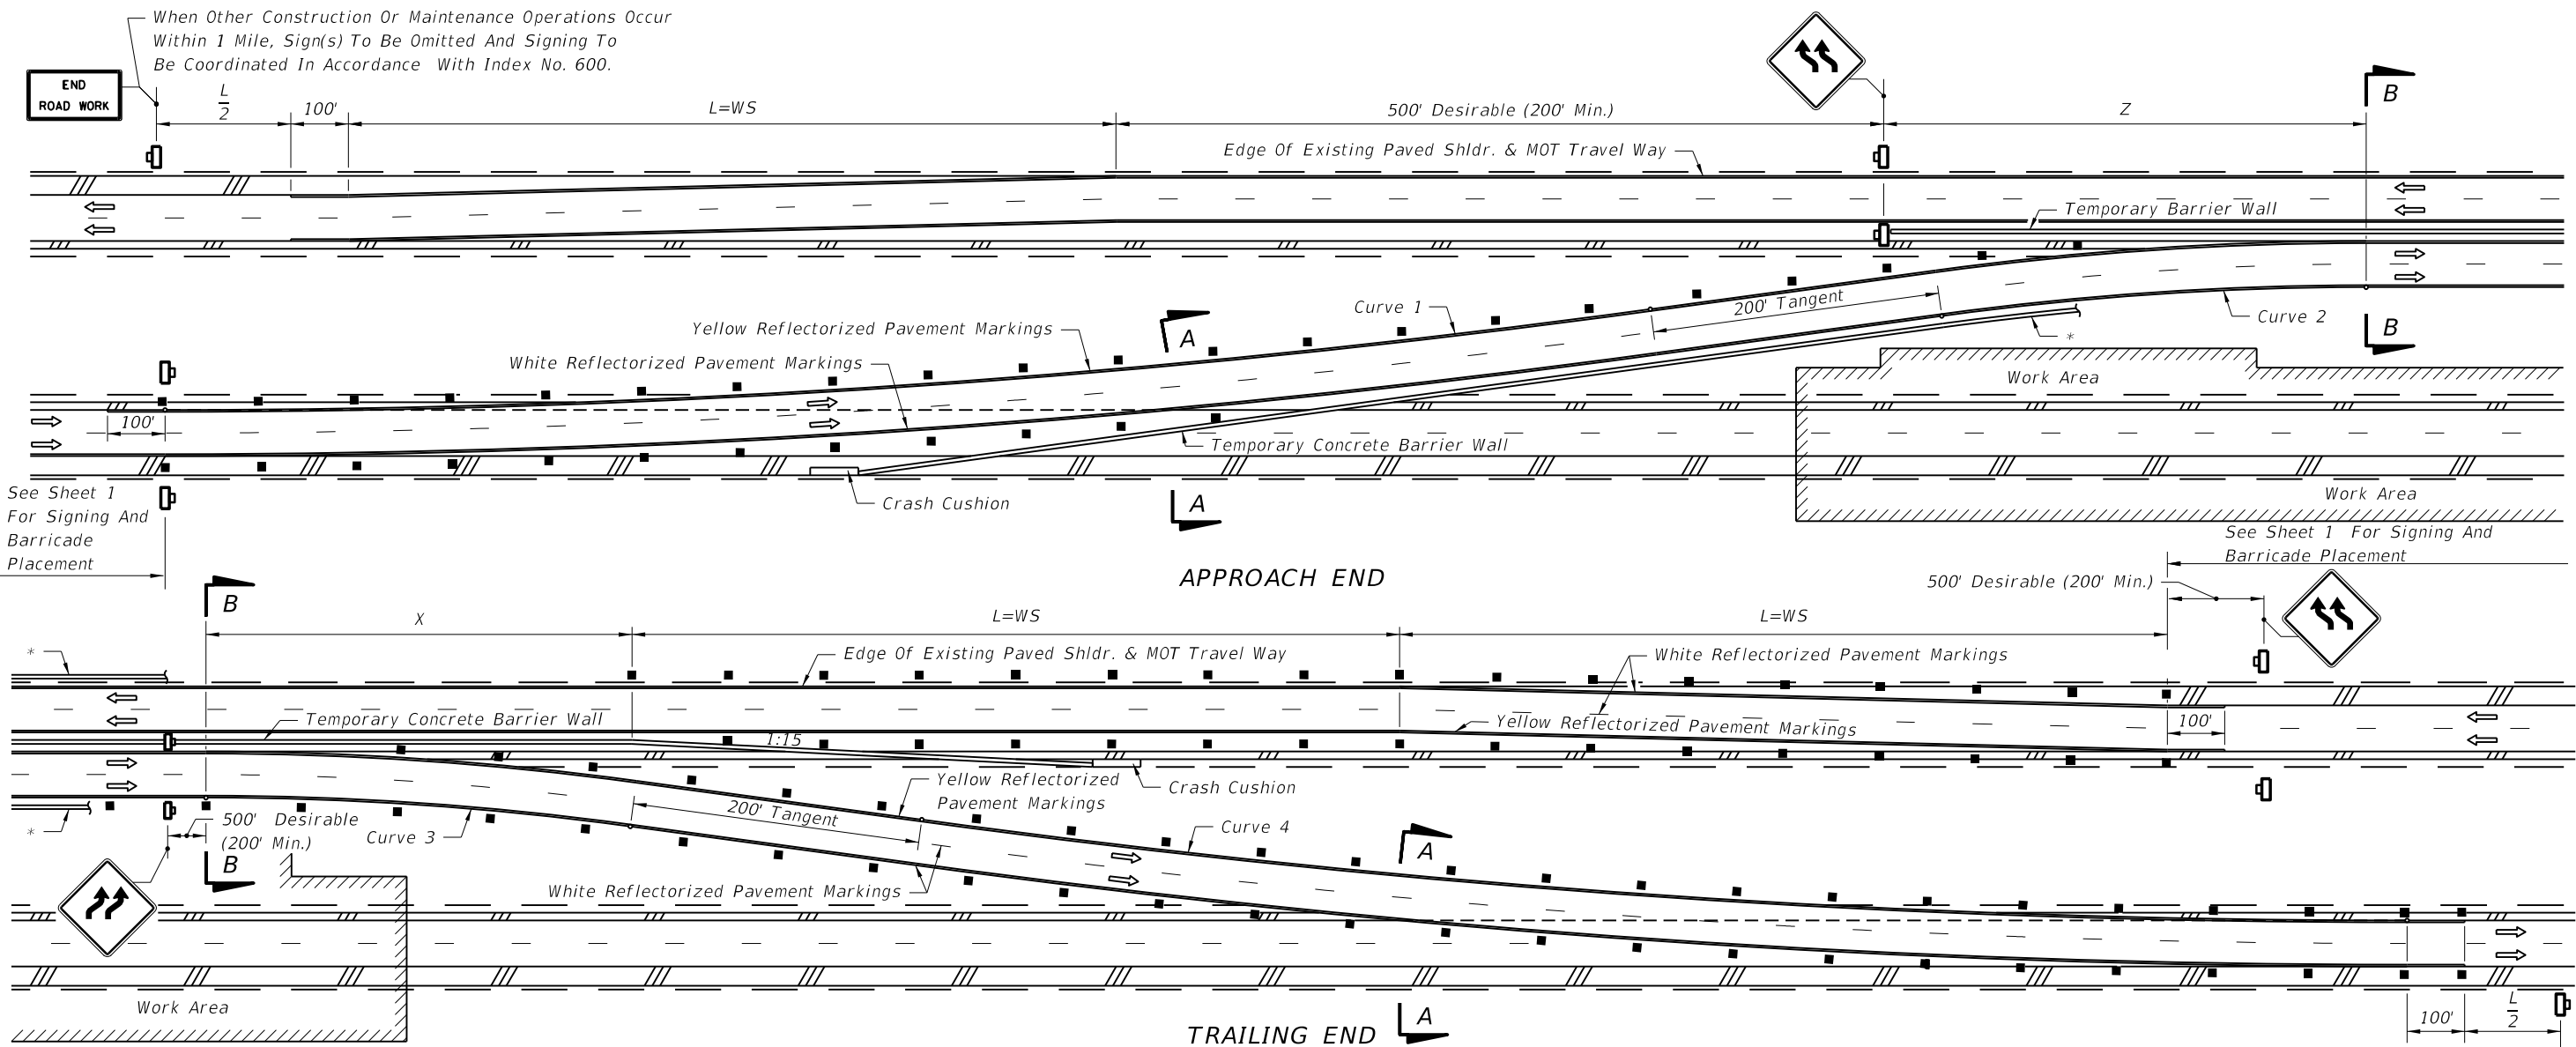 When Other Construction Or Maintenance Operations Occur
Within 1 Mile, Sign(s) To Be Omitted And Signing To
Be Coordinated In Accordance With Index No. 600.
END
ROAD WORK
L
2
100'
L=WS
500' Desirable (200' Min.)
Z
B
Edge Of Existing Paved Shldr. & MOT Travel Way
Temporary Barrier Wall
Curve 1
200' Tangent
Yellow Reflectorized Pavement Markings
A
Curve 2
B
*
White Reflectorized Pavement Markings
Work Area
100'
Temporary Concrete Barrier Wall
Crash Cushion
A
Work Area
See Sheet 1
For Signing And
Barricade
Placement
See Sheet 1 For Signing And
Barricade Placement
APPROACH END
500' Desirable (200' Min.)
B
X
L=WS
L=WS
*
Edge Of Existing Paved Shldr. & MOT Travel Way
White Reflectorized Pavement Markings
Temporary Concrete Barrier Wall
1:15
Yellow Reflectorized Pavement Markings
100'
Yellow Reflectorized
Pavement Markings
Crash Cushion
200' Tangent
*
500' Desirable
(200' Min.)
Curve 3
Curve 4
B
A
White Reflectorized Pavement Markings
Work Area
TRAILING END
A
100'
L
2